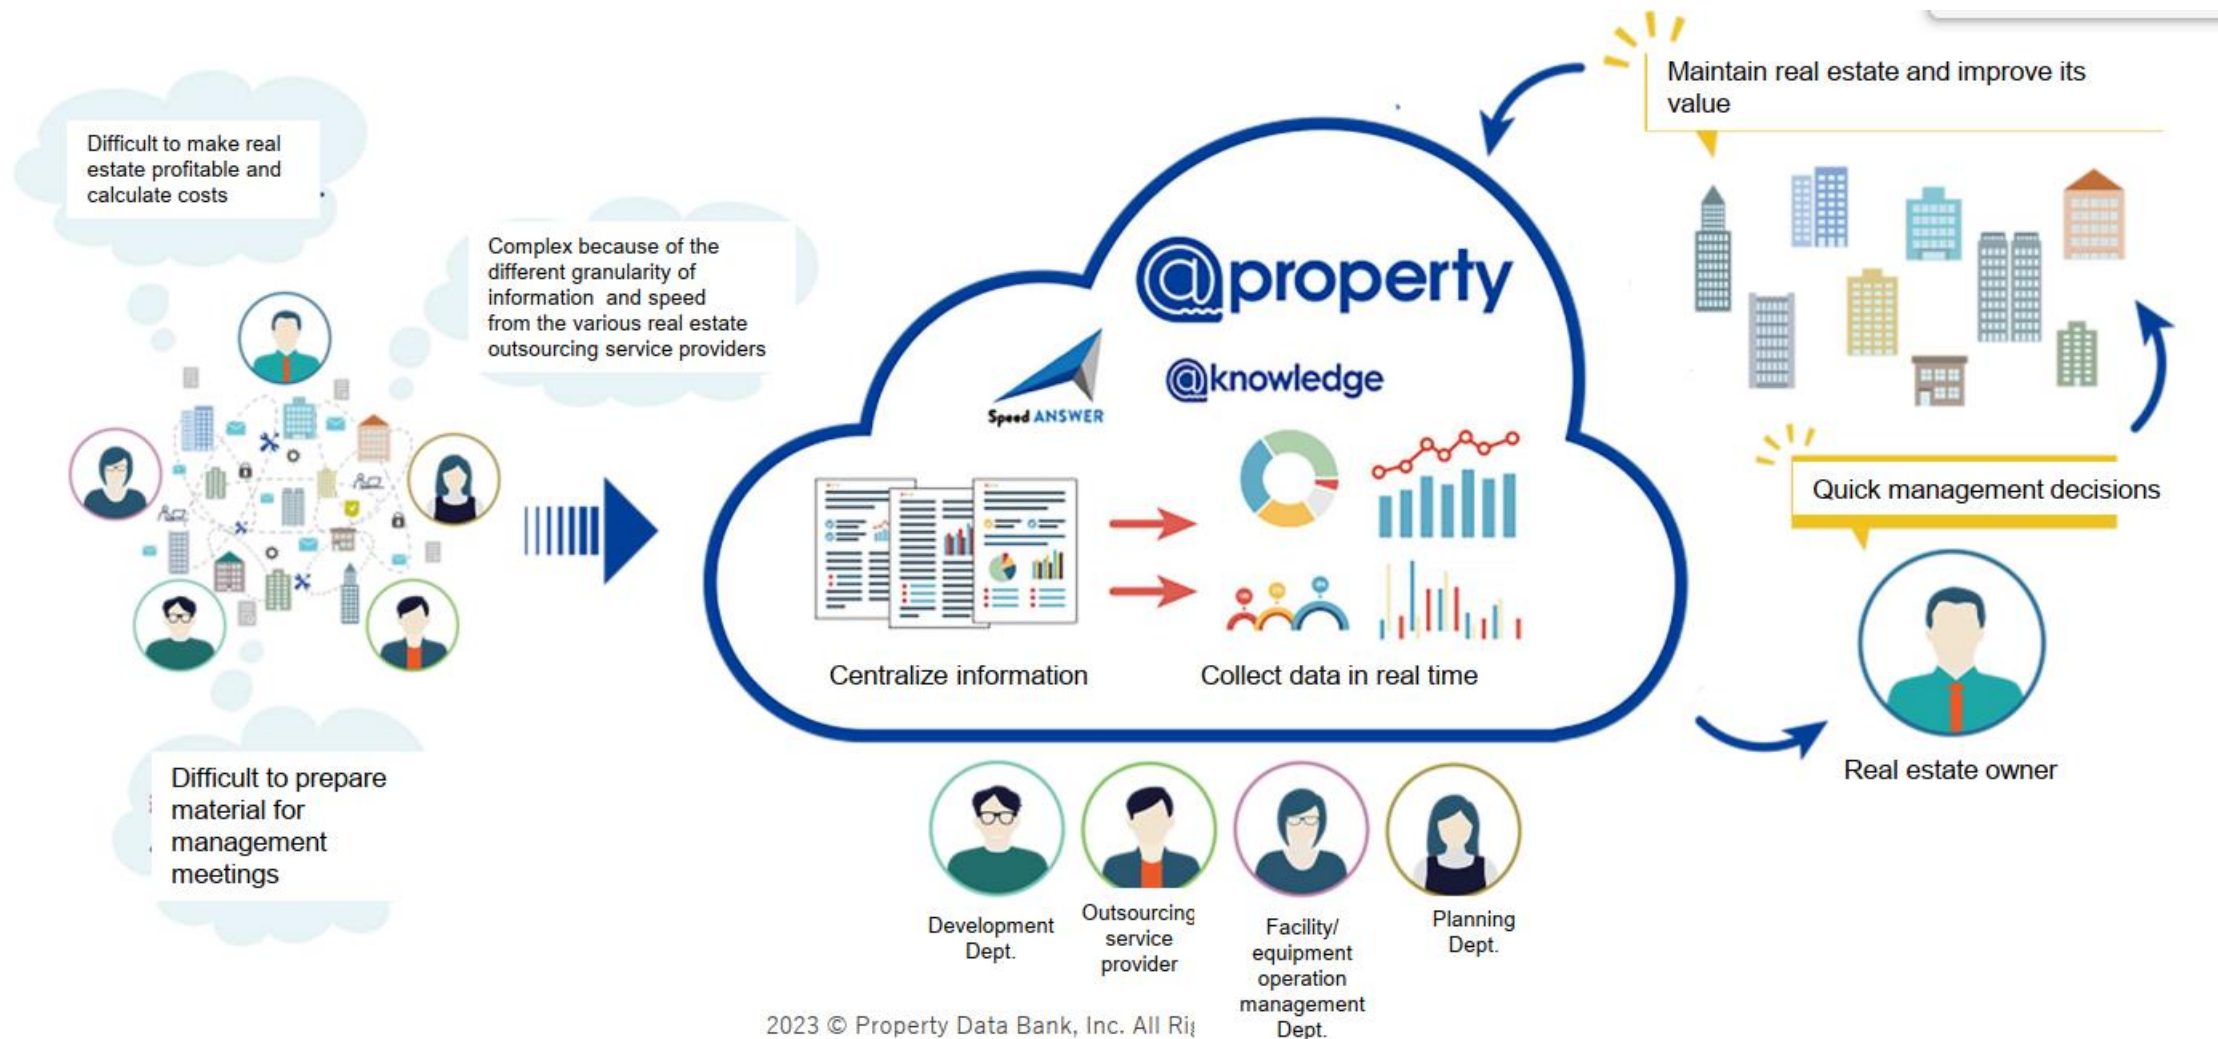 Difficult to make real
estate profitable and
calculate costs
Complex because of the
different granularity of
information and speed
from the various real estate
outsourcing service providers
Difficult to prepare
material for
management
meetings
@property
@knowledge
Speed ANSWER
Centralize information
Collect data in real time
Development
Dept.
Outsourcing
service
provider
Facility/
equipment
operation
management
Dept.
Planning
Dept.
Maintain real estate and improve its
value
Quick management decisions
Real estate owner
2023 © Property Data Bank, Inc. All